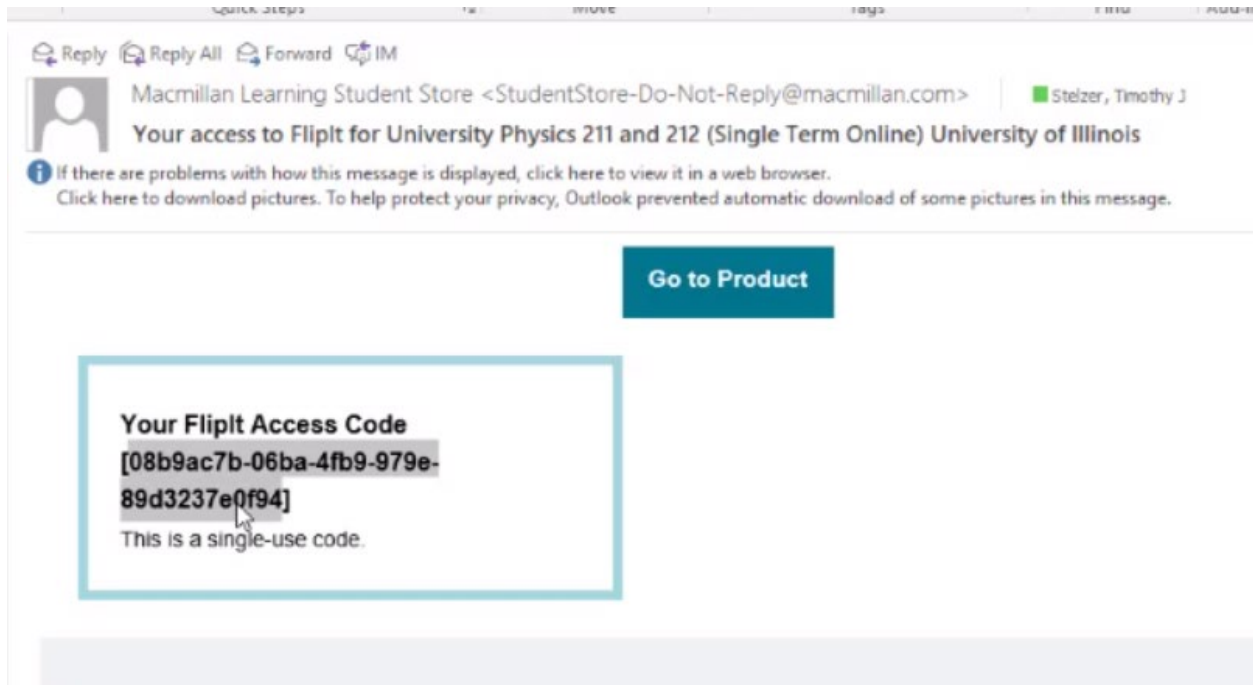 Quick Steps Move Tags Find
Reply Reply All Forward IM
Macmillan Learning Student Store <StudentStore-Do-Not-Reply@macmillan.com> Stelzer, Timothy J
Your access to FlipIt for University Physics 211 and 212 (Single Term Online) University of Illinois
If there are problems with how this message is displayed, click here to view it in a web browser.
Click here to download pictures. To help protect your privacy, Outlook prevented automatic download of some pictures in this message.
Go to Product
Your FlipIt Access Code
[08b9ac7b-06ba-4fb9-979e-
89d3237e0f94]
This is a single-use code.